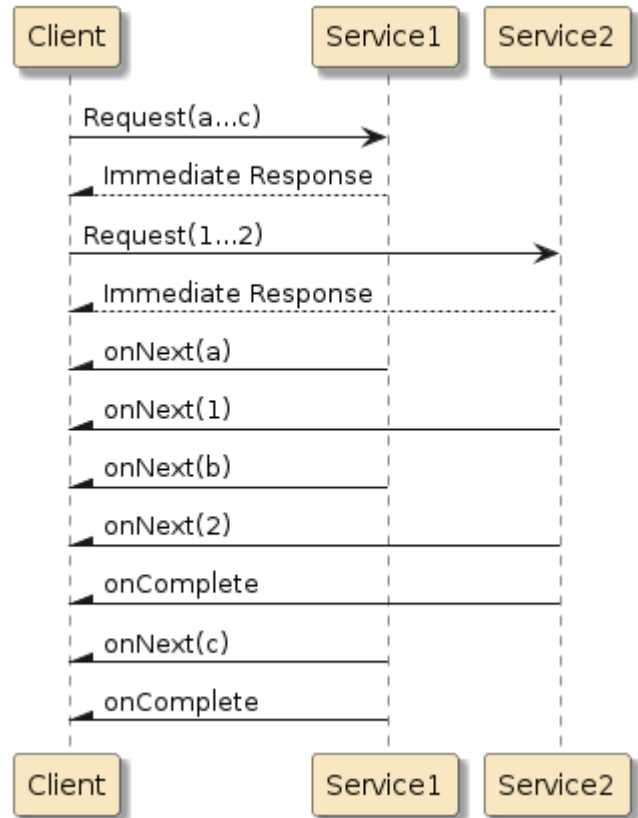 Client Service1 Service2
Request(a...c)
Immediate Response
Request(1...2)
Immediate Response
onNext(a)
onNext(1)
onNext(b)
onNext(2)
onComplete
onNext(c)
onComplete
Client Service1 Service2